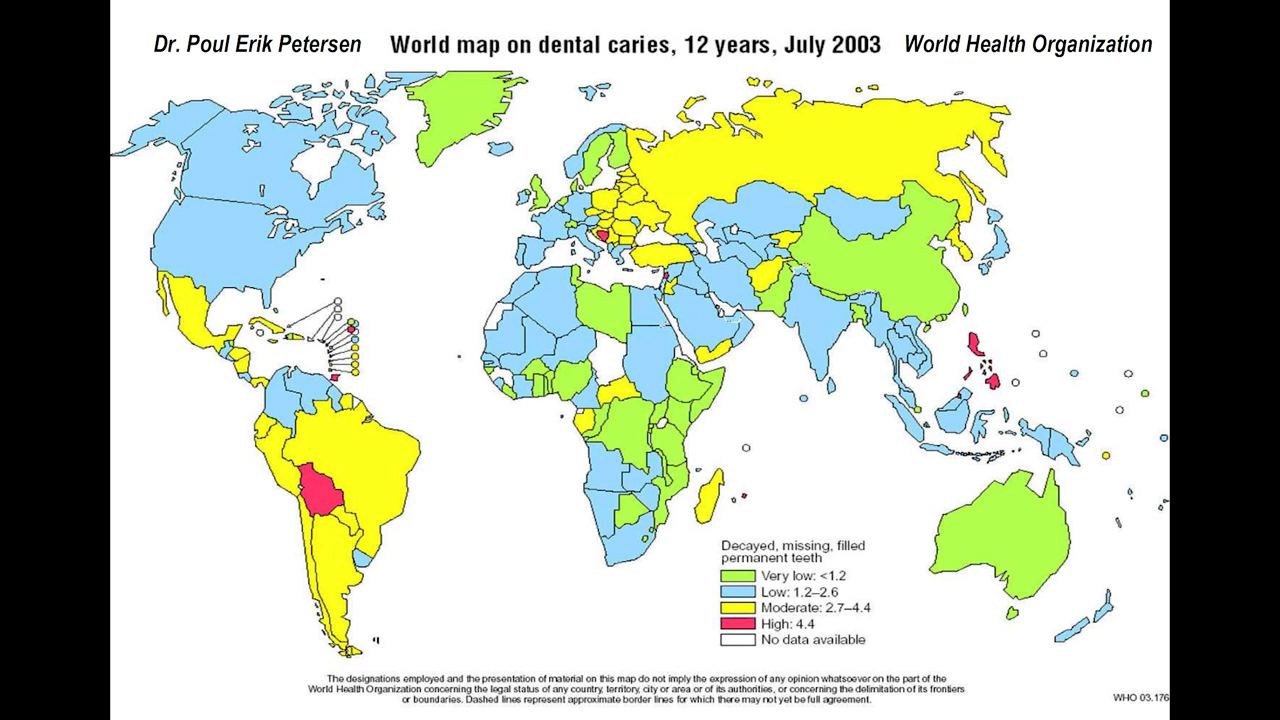 Dr. Poul Erik Petersen World map on dental caries, 12 years, July 2003 World Health Organization
Decayed, missing, filled
permanent teeth
Very low: <1.2
Low: 1.2–2.6
Moderate: 2.7–4.4
High: 4.4
No data available
The designations employed and the presentation of material on this map do not imply the expression of any opinion whatsoever on the part of the
World Health Organization concerning the legal status of any country, territory, city or area or of its authorities, or concerning the delimitation of its frontiers
or boundaries. Dashed lines represent approximate border lines for which there may not yet be full agreement.
WHO 03.176